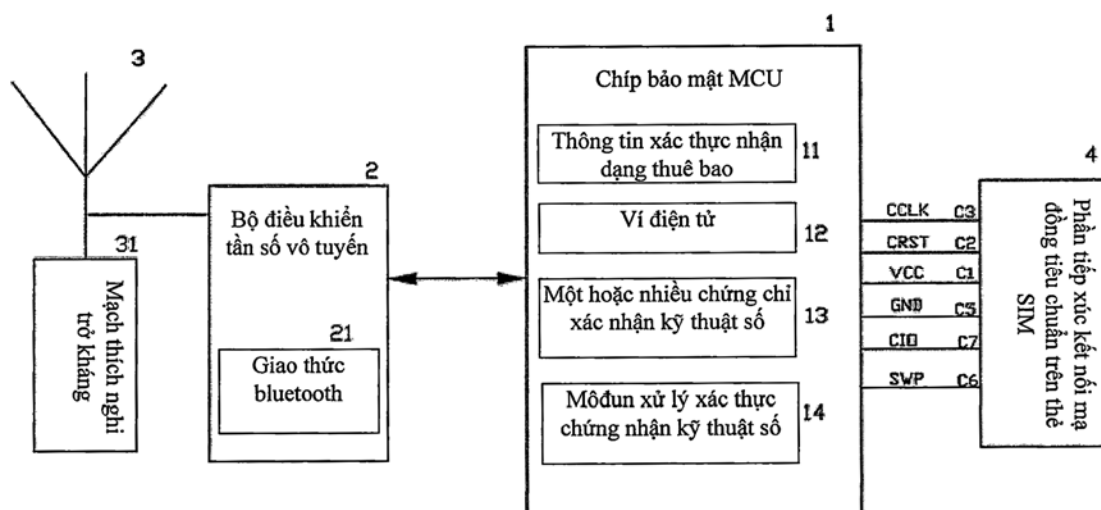 3
31
Mạch thích nghi
trở kháng
2
Bộ điều khiển
tần số vô tuyến
21
Giao thức
bluetooth
1
Chíp bảo mật MCU
Thông tin xác thực nhận
dạng thuê bao
11
Ví điện tử
12
Một hoặc nhiều chứng chỉ
xác nhận kỹ thuật số
13
Môđun xử lý xác thực
chứng nhận kỹ thuật số
14
CCLK C3
CRST C2
VCC C1
GND C5
CIO C7
SWP C6
4
Phần tiếp xúc kết nối mạ
đồng tiêu chuẩn trên thẻ
SIM